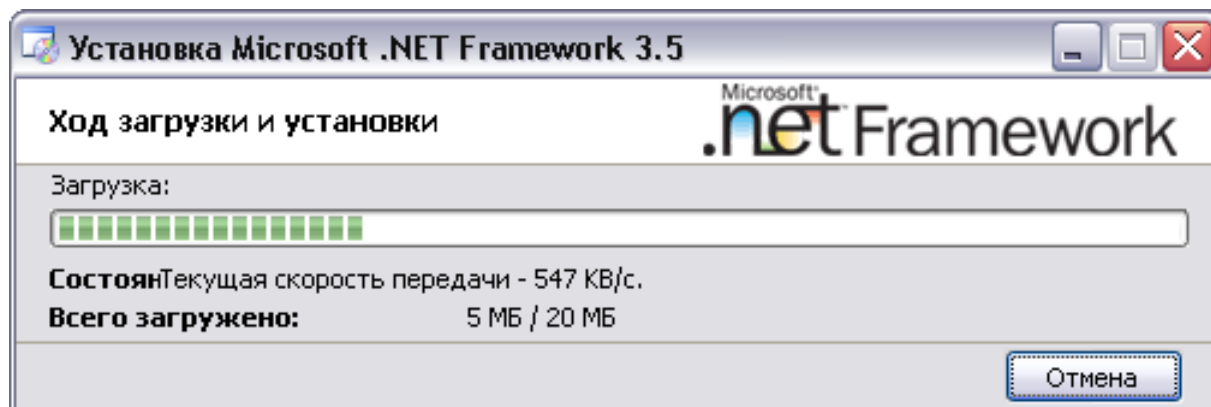 Установка Microsoft .NET Framework 3.5
Ход загрузки и установки
Microsoft
.net Framework
Загрузка:
СостоянТекущая скорость передачи - 547 KB/с.
Всего загружено: 5 МБ / 20 МБ
Отмена